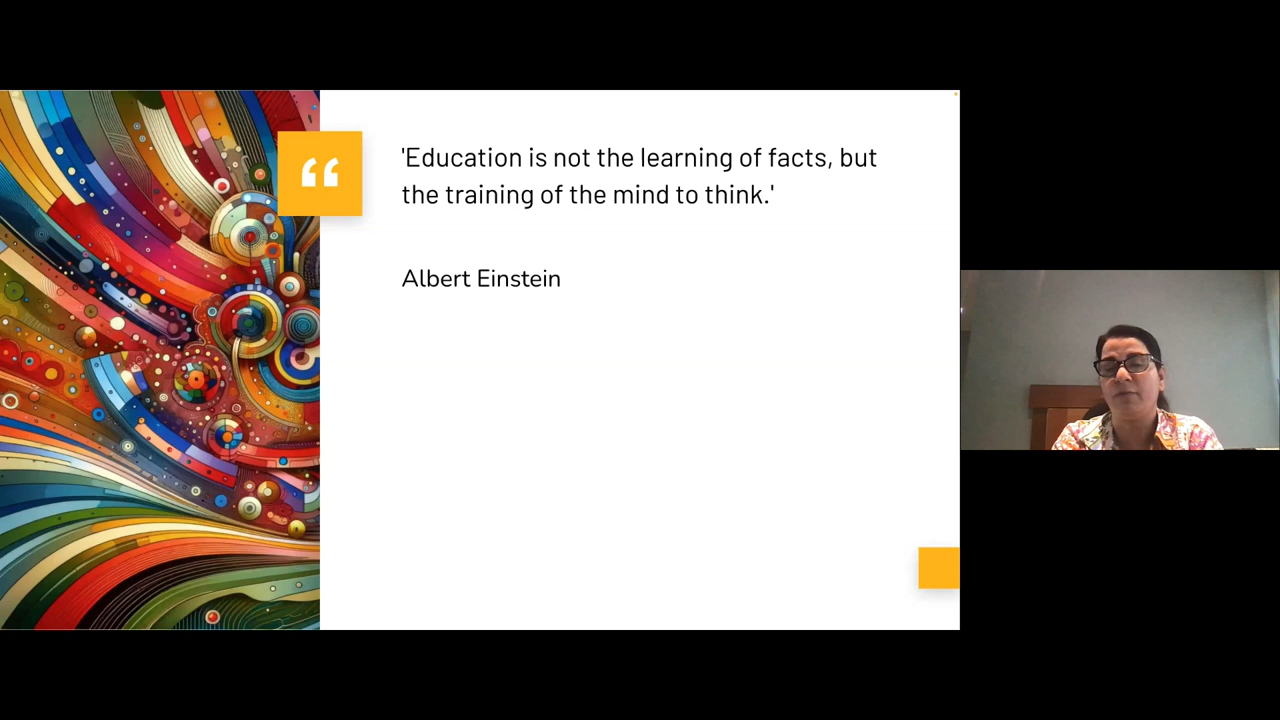 'Education is not the learning of facts, but
the training of the mind to think.'
Albert Einstein